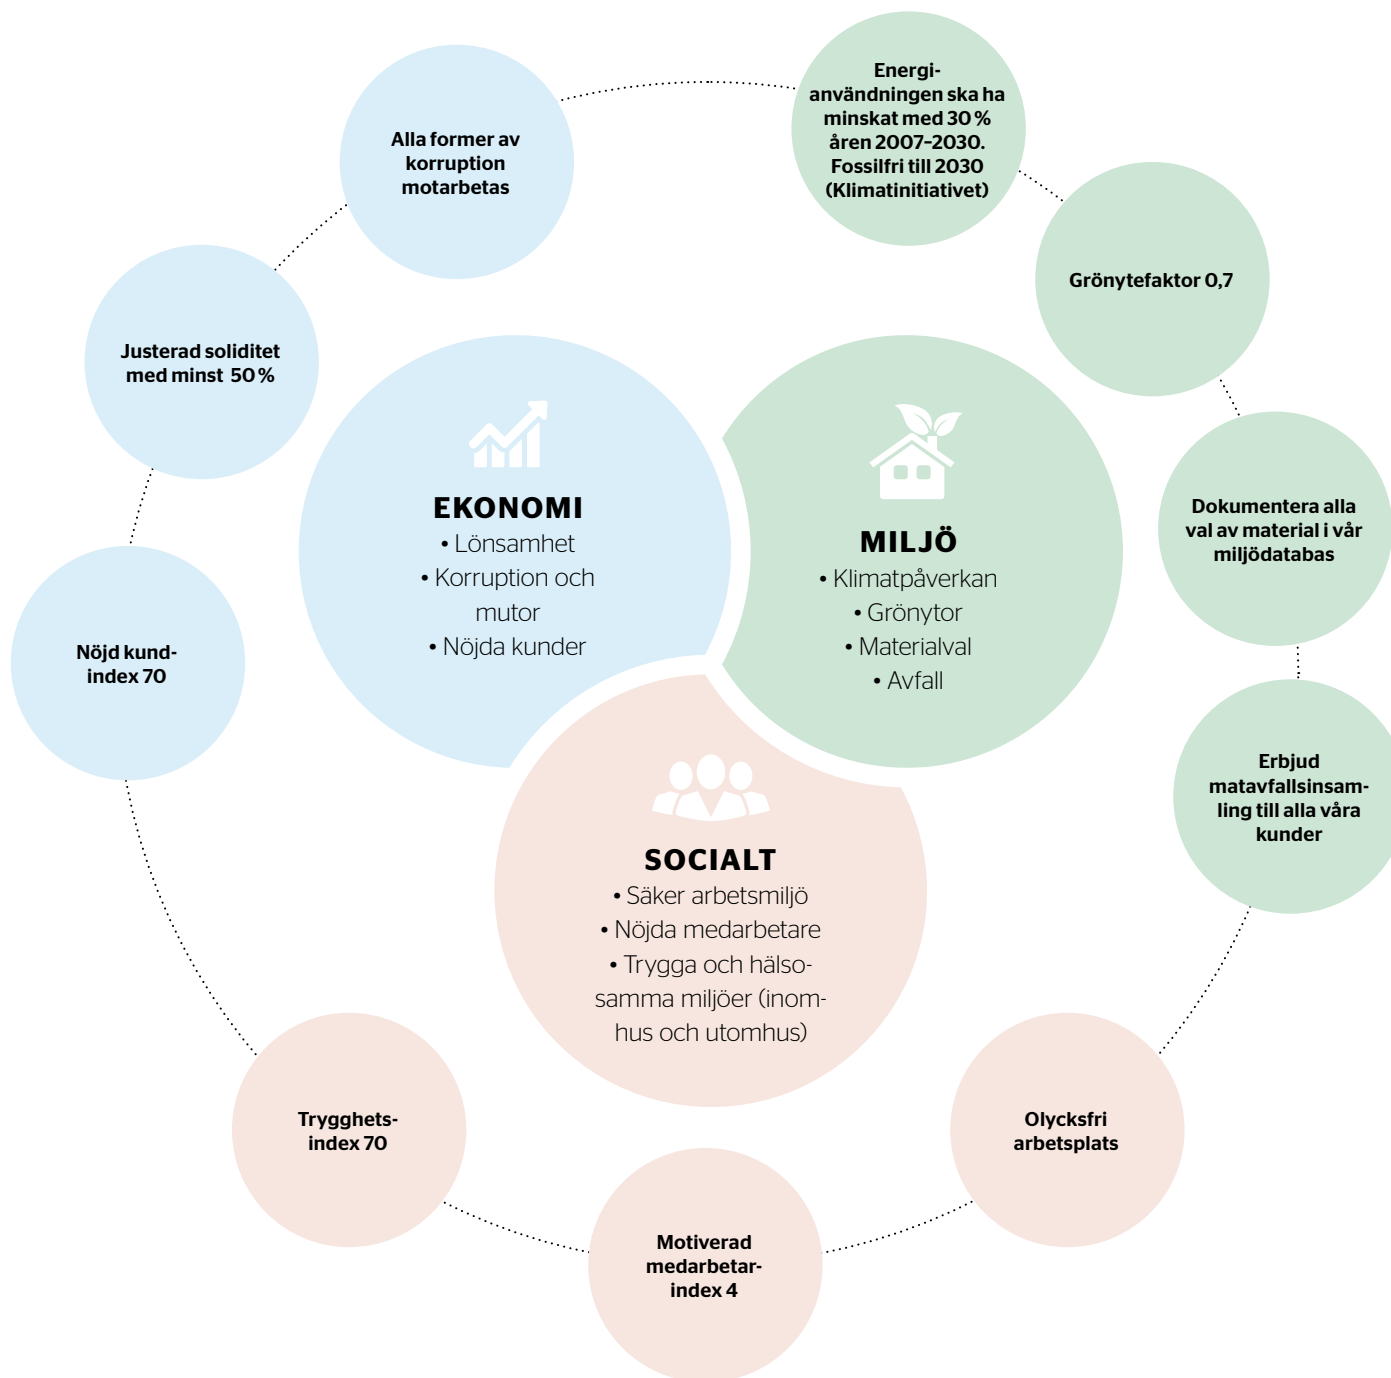 Energi-
användningen ska ha
minskat med 30 %
åren 2007–2030.
Fossilfri till 2030
(Klimatinitiativet)
Alla former av
korruption
motarbetas
Grönytefaktor 0,7
Justerad soliditet
med minst 50 %
Dokumentera alla
val av material i vår
miljödatabas
Nöjd kund-
index 70
Erbjud
matavfallsinsam-
ling till alla våra
kunder
EKONOMI
• Lönsamhet
• Korruption och
mutor
• Nöjda kunder
MILJÖ
• Klimatpåverkan
• Grönytor
• Materialval
• Avfall
SOCIALT
• Säker arbetsmiljö
• Nöjda medarbetare
• Trygga och hälso-
samma miljöer (inom-
hus och utomhus)
Trygghets-
index 70
Olycksfri
arbetsplats
Motiverad
medarbetar-
index 4